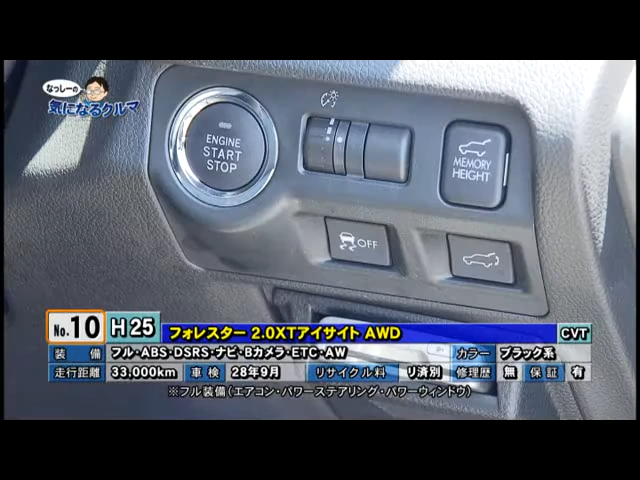 なっしーの
気になるクルマ
ENGINE
START
STOP
MEMORY
HEIGHT
OFF
No.10 H25 フォレスター 2.0XTアイサイト AWD CVT
装備 フル・ABS・DSRS・ナビ・Bカメラ・ETC・AW カラー ブラック系
走行距離 33,000km 車検 28年9月 リサイクル料 リ済別 修理歴 無 保証 有
※フル装備(エアコン・パワーステアリング・パワーウィンドウ)